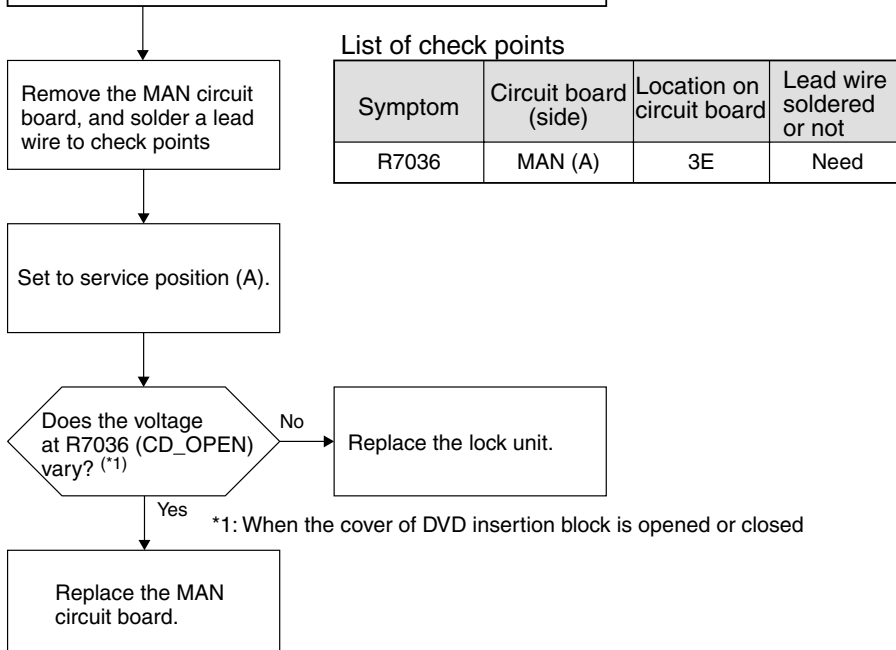 Remove the MAN circuit
board, and solder a lead
wire to check points
List of check points
Symptom
Circuit board
(side)
Location on
circuit board
Lead wire
soldered
or not
R7036
MAN (A)
3E
Need
Set to service position (A).
Does the voltage
at R7036 (CD_OPEN)
vary? (*1)
No
Replace the lock unit.
Yes
*1: When the cover of DVD insertion block is opened or closed
Replace the MAN
circuit board.